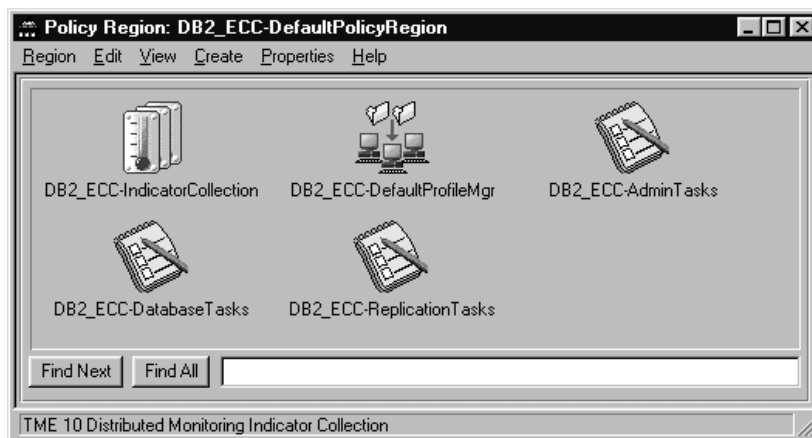 Policy Region: DB2_ECC-DefaultPolicyRegion
Region Edit View Create Properties Help
DB2_ECC-IndicatorCollection DB2_ECC-DefaultProfileMgr DB2_ECC-AdminTasks
DB2_ECC-DatabaseTasks DB2_ECC-ReplicationTasks
Find Next Find All
TME 10 Distributed Monitoring Indicator Collection